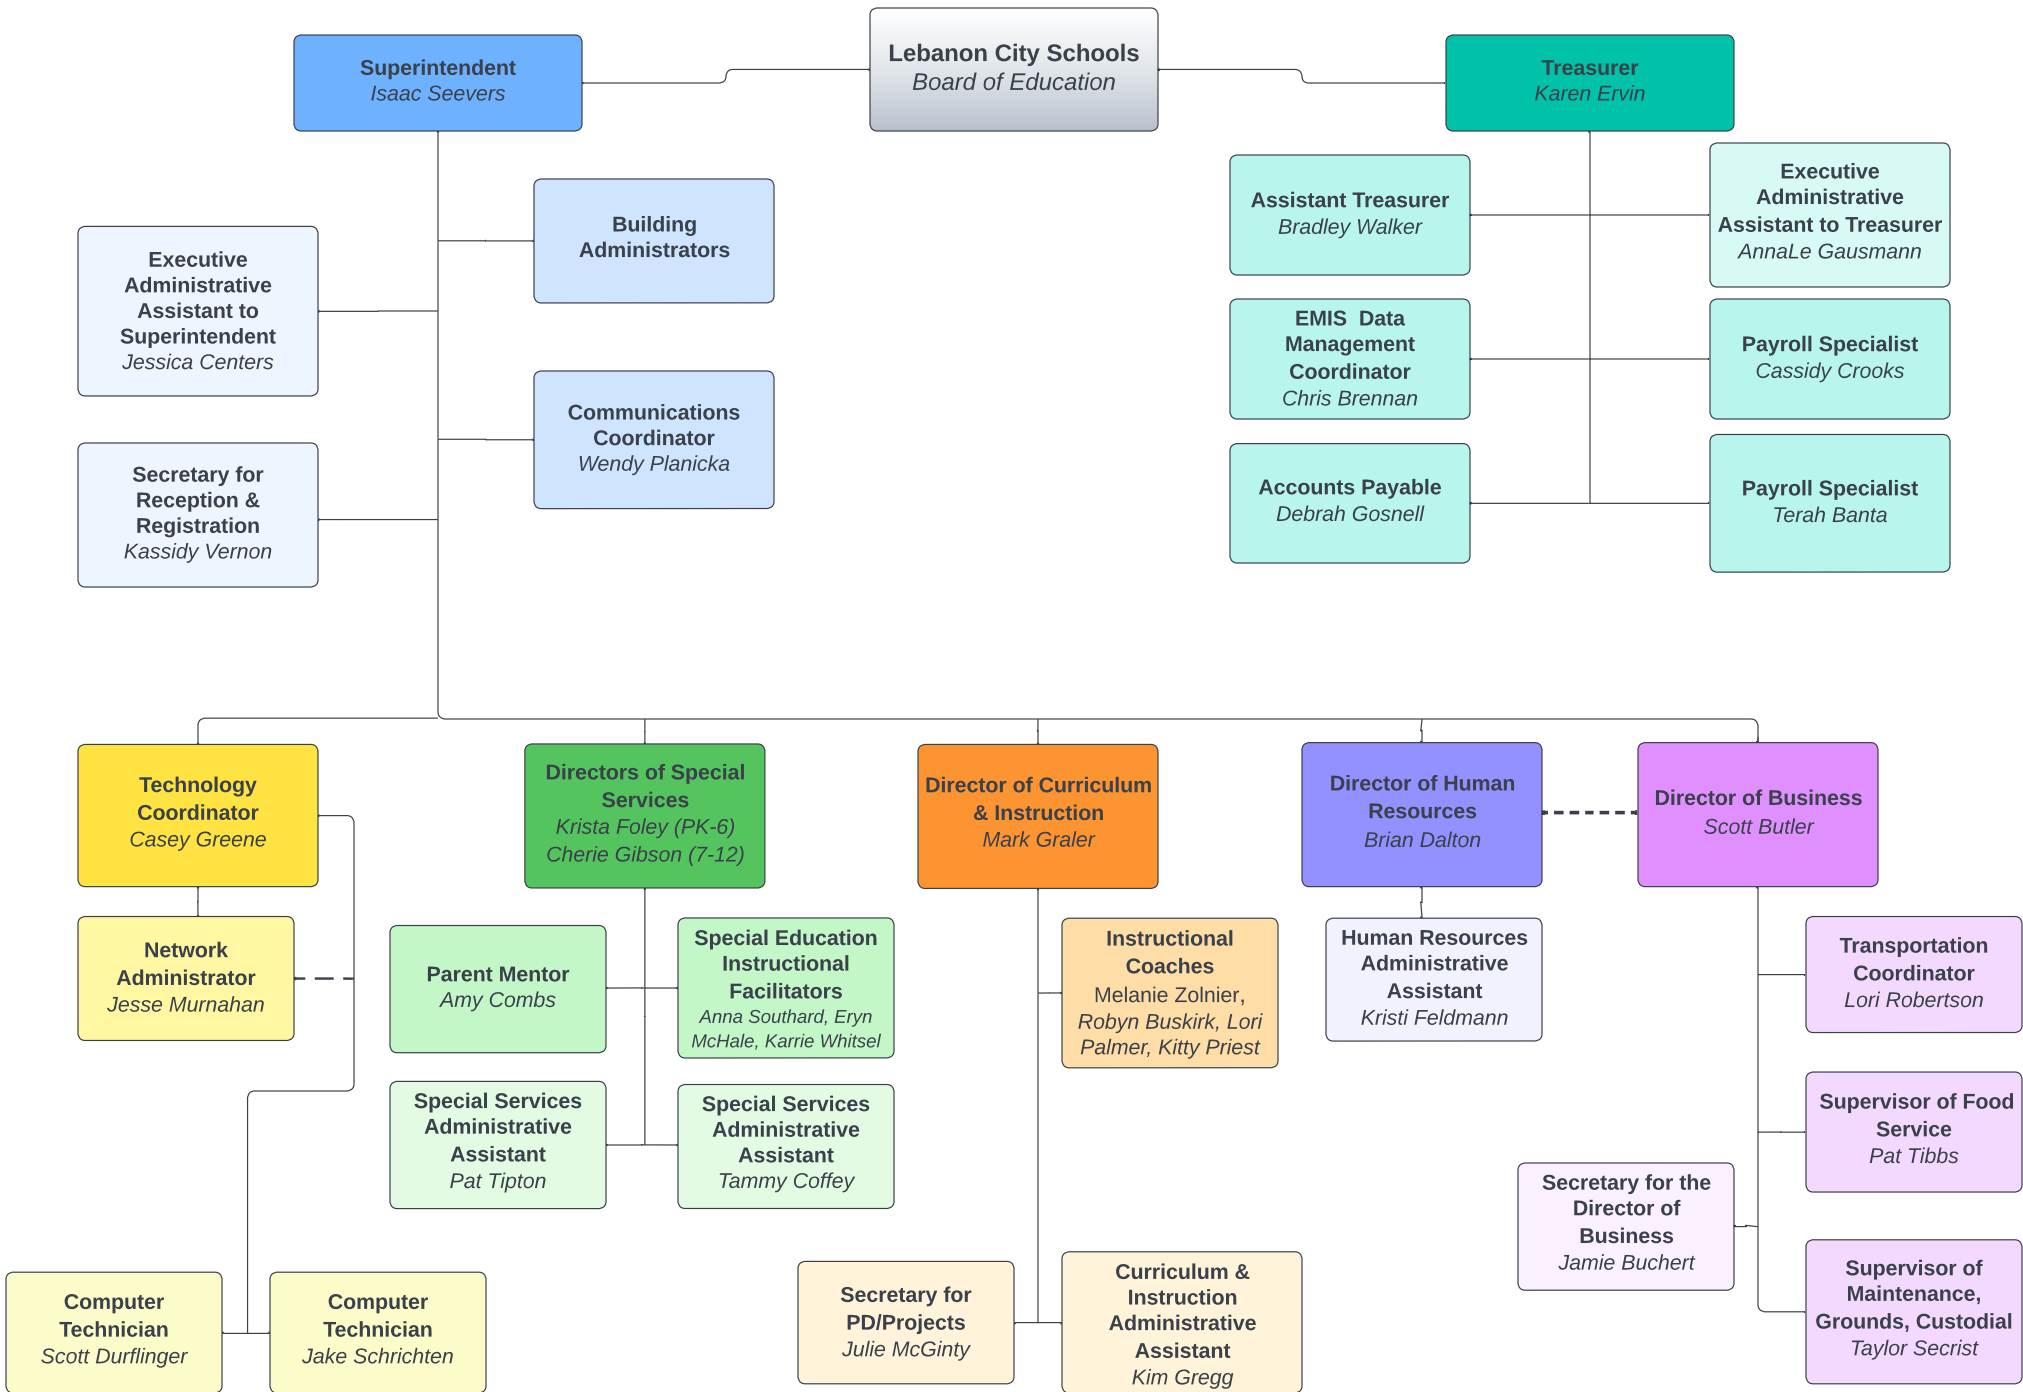 Lebanon City Schools
Board of Education
Superintendent
Isaac Seevers
Treasurer
Karen Ervin
Building
Administrators
Executive
Administrative
Assistant to
Superintendent
Jessica Centers
Communications
Coordinator
Wendy Planicka
Secretary for
Reception &
Registration
Kassidy Vernon
Assistant Treasurer
Bradley Walker
Executive
Administrative
Assistant to Treasurer
AnnaLe Gausmann
EMIS  Data
Management
Coordinator
Chris Brennan
Payroll Specialist
Cassidy Crooks
Accounts Payable
Debrah Gosnell
Payroll Specialist
Terah Banta
Technology
Coordinator
Casey Greene
Directors of Special
Services
Krista Foley (PK-6)
Cherie Gibson (7-12)
Director of Curriculum
& Instruction
Mark Graler
Director of Human
Resources
Brian Dalton
Director of Business
Scott Butler
Network
Administrator
Jesse Murnahan
Parent Mentor
Amy Combs
Special Education
Instructional
Facilitators
Anna Southard, Eryn
McHale, Karrie Whitsel
Instructional
Coaches
Melanie Zolnier,
Robyn Buskirk, Lori
Palmer, Kitty Priest
Human Resources
Administrative
Assistant
Kristi Feldmann
Transportation
Coordinator
Lori Robertson
Special Services
Administrative
Assistant
Pat Tipton
Special Services
Administrative
Assistant
Tammy Coffey
Supervisor of Food
Service
Pat Tibbs
Secretary for the
Director of
Business
Jamie Buchert
Supervisor of
Maintenance,
Grounds, Custodial
Taylor Secrist
Computer
Technician
Scott Durflinger
Computer
Technician
Jake Schrichten
Secretary for
PD/Projects
Julie McGinty
Curriculum &
Instruction
Administrative
Assistant
Kim Gregg